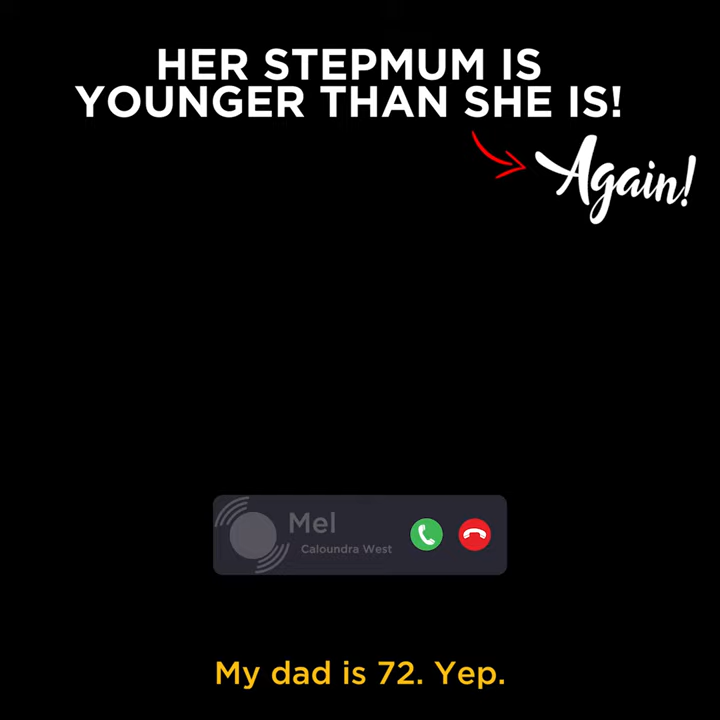 HER STEPMUM IS
YOUNGER THAN SHE IS!
Again!
Mel
Caloundra West
My dad is 72. Yep.